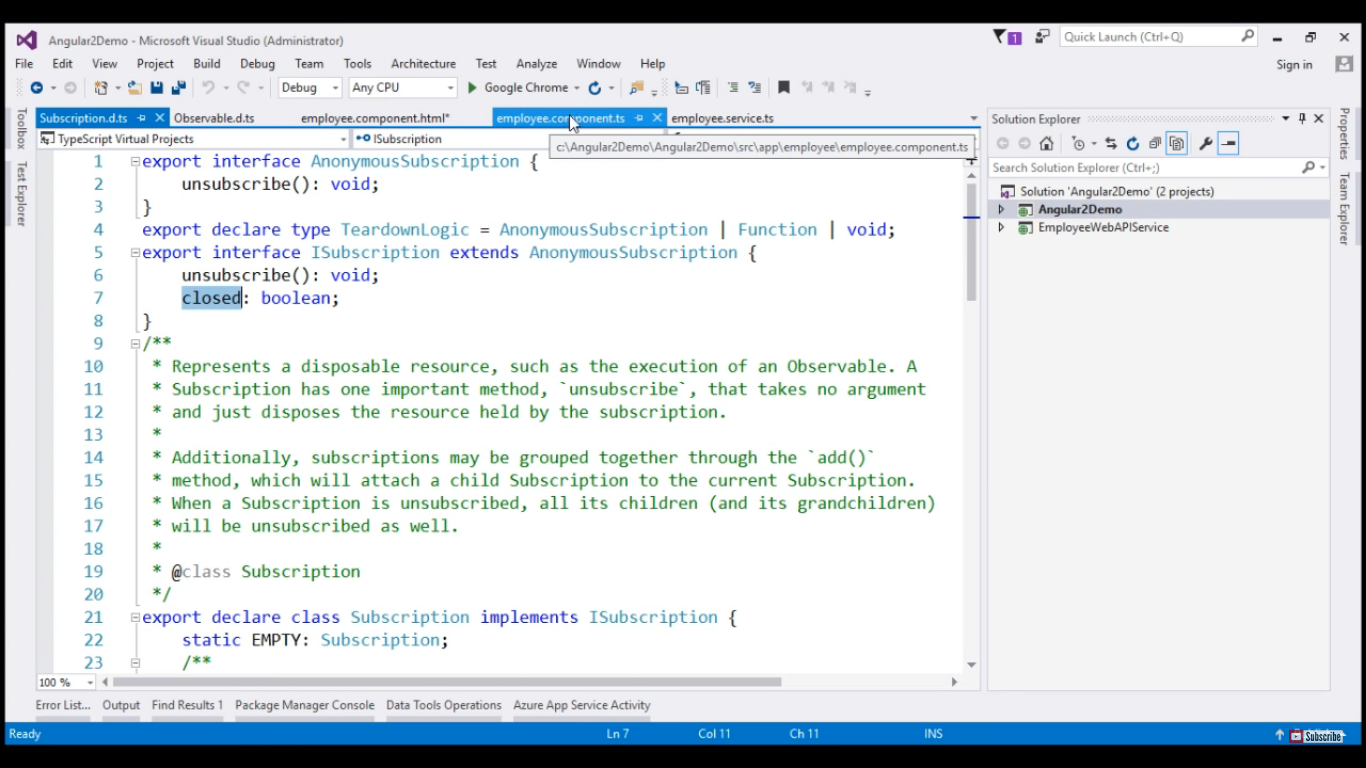 Angular2Demo - Microsoft Visual Studio (Administrator)
1
Quick Launch (Ctrl+Q)
File Edit View Project Build Debug Team Tools Architecture Test Analyze Window Help
Sign in
Debug Any CPU Google Chrome
Toolbox
Test Explorer
Subscription.d.ts Observable.d.ts employee.component.html* employee.component.ts employee.service.ts
TypeScript Virtual Projects ISubscription
c:\Angular2Demo\Angular2Demo\src\app\employee\employee.component.ts
1 export interface AnonymousSubscription {
2 unsubscribe(): void;
3 }
4 export declare type TeardownLogic = AnonymousSubscription | Function | void;
5 export interface ISubscription extends AnonymousSubscription {
6 unsubscribe(): void;
7 closed: boolean;
8 }
9 /**
10 * Represents a disposable resource, such as the execution of an Observable. A
11 * Subscription has one important method, `unsubscribe`, that takes no argument
12 * and just disposes the resource held by the subscription.
13 *
14 * Additionally, subscriptions may be grouped together through the `add()`
15 * method, which will attach a child Subscription to the current Subscription.
16 * When a Subscription is unsubscribed, all its children (and its grandchildren)
17 * will be unsubscribed as well.
18 *
19 * @class Subscription
20 */
21 export declare class Subscription implements ISubscription {
22 static EMPTY: Subscription;
23 /**
100 %
Solution Explorer
Search Solution Explorer (Ctrl+;)
Solution 'Angular2Demo' (2 projects)
Angular2Demo
EmployeeWebAPIService
Properties
Team Explorer
Error List... Output Find Results 1 Package Manager Console Data Tools Operations Azure App Service Activity
Ready Ln 7 Col 11 Ch 11 INS
Subscribe